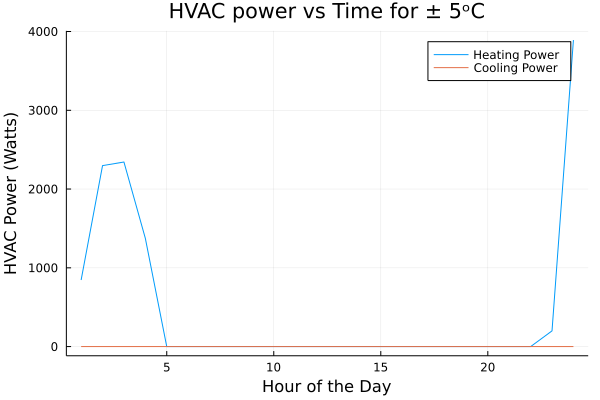 HVAC power vs Time for ± 5ᵒC
Heating Power
Cooling Power
HVAC Power (Watts)
4000
3000
2000
1000
0
5
10
15
20
Hour of the Day